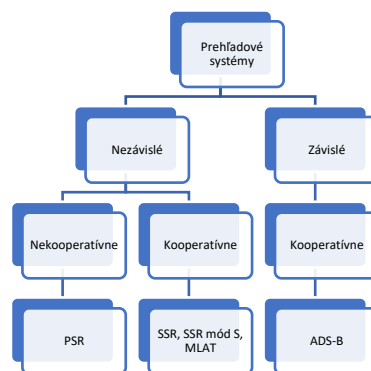 Prehľadové
systémy
Nezávislé
Závislé
Nekooperatívne
Kooperatívne
Kooperatívne
PSR
SSR, SSR mód S,
MLAT
ADS-B